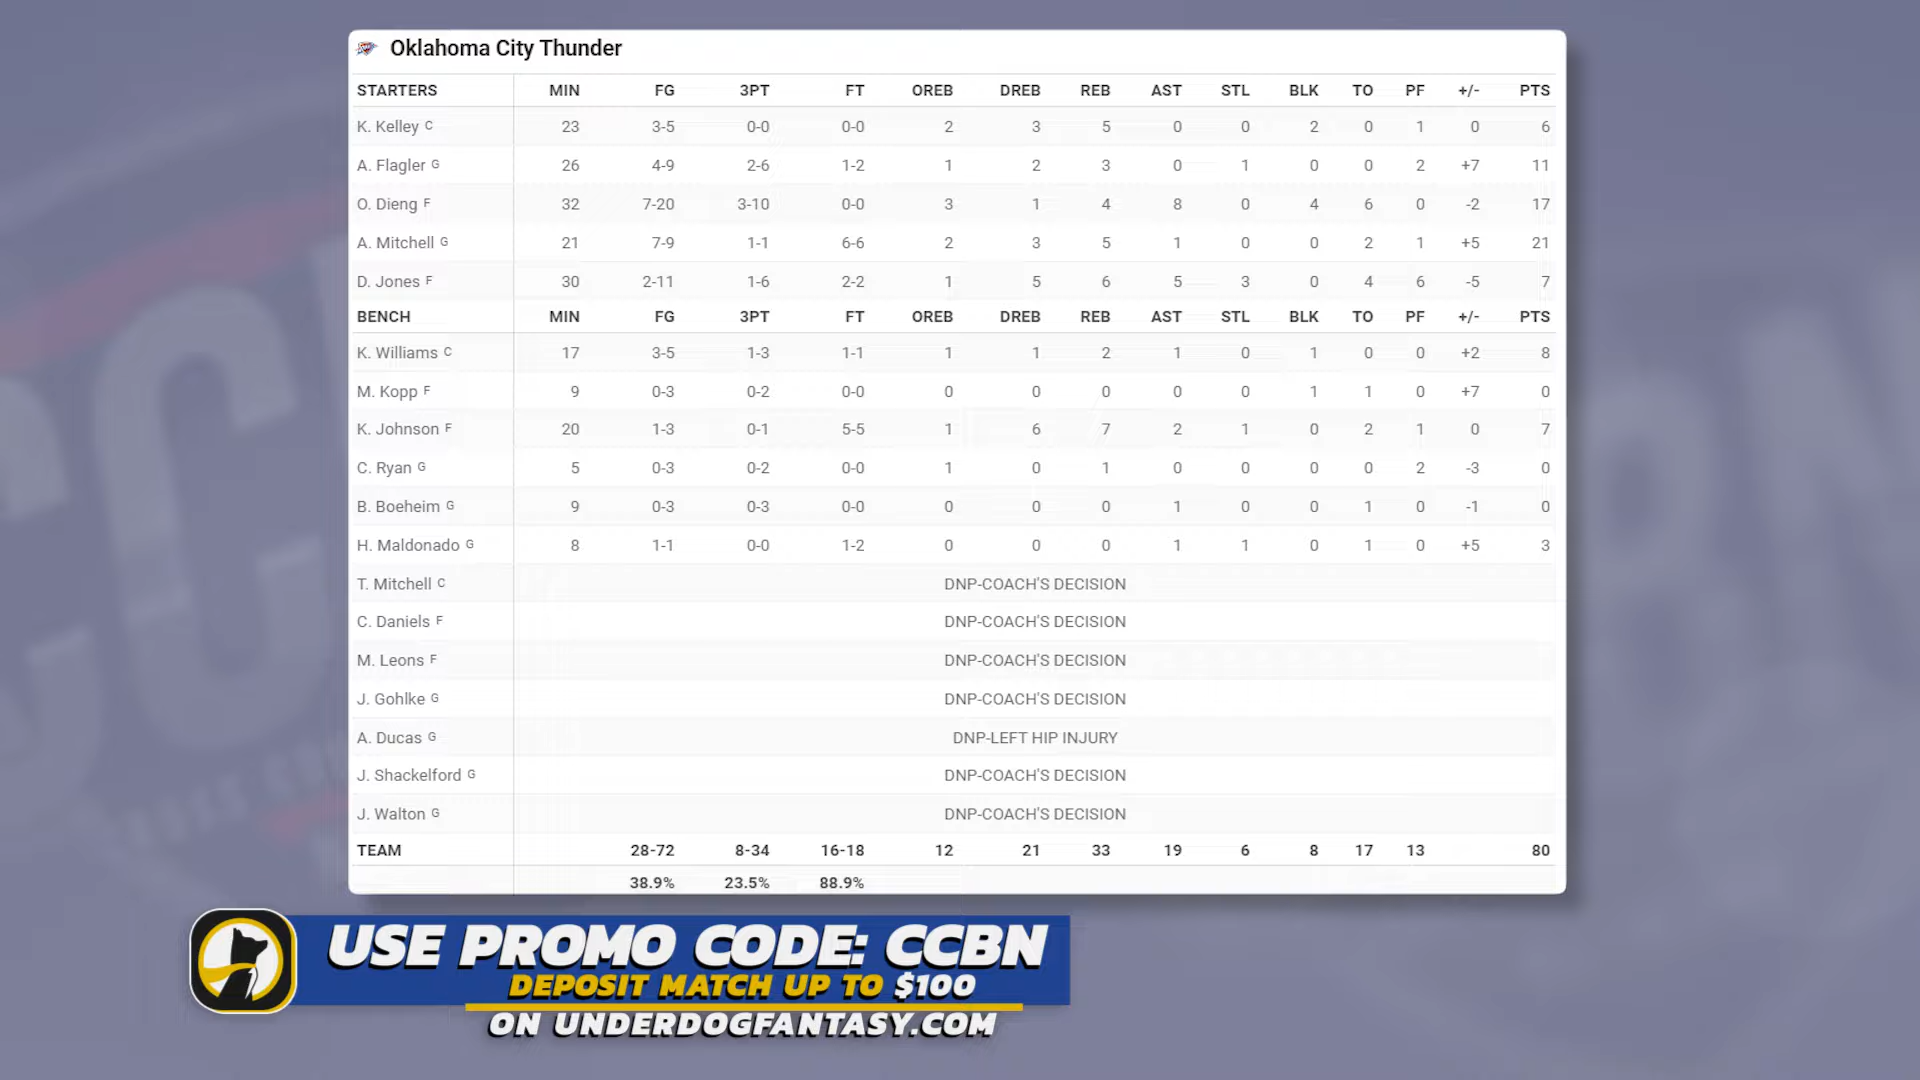 Oklahoma City Thunder
STARTERS MIN FG 3PT FT OREB DREB REB AST STL BLK TO PF +/- PTS
K. Kelley C 23 3-5 0-0 0-0 2 3 5 0 0 2 0 1 0 6
A. Flagler G 26 4-9 2-6 1-2 1 2 3 0 1 0 0 2 +7 11
O. Dieng F 32 7-20 3-10 0-0 3 1 4 8 0 4 6 0 -2 17
A. Mitchell G 21 7-9 1-1 6-6 2 3 5 1 0 0 2 1 +5 21
D. Jones F 30 2-11 1-6 2-2 1 5 6 5 3 0 4 6 -5 7
BENCH MIN FG 3PT FT OREB DREB REB AST STL BLK TO PF +/- PTS
K. Williams C 17 3-5 1-3 1-1 1 1 2 1 0 1 0 0 +2 8
M. Kopp F 9 0-3 0-2 0-0 0 0 0 0 0 1 1 0 +7 0
K. Johnson F 20 1-3 0-1 5-5 1 6 7 2 1 0 2 1 0 7
C. Ryan G 5 0-3 0-2 0-0 1 0 1 0 0 0 0 2 -3 0
B. Boeheim G 9 0-3 0-3 0-0 0 0 0 1 0 0 1 0 -1 0
H. Maldonado G 8 1-1 0-0 1-2 0 0 0 1 1 0 1 0 +5 3
T. Mitchell C DNP-COACH'S DECISION
C. Daniels F DNP-COACH'S DECISION
M. Leons F DNP-COACH'S DECISION
J. Gohlke G DNP-COACH'S DECISION
A. Ducas G DNP-LEFT HIP INJURY
J. Shackelford G DNP-COACH'S DECISION
J. Walton G DNP-COACH'S DECISION
TEAM 28-72 8-34 16-18 12 21 33 19 6 8 17 13 80
38.9% 23.5% 88.9%
USE PROMO CODE: CCBN
DEPOSIT MATCH UP TO $100
ON UNDERDOGFANTASY.COM